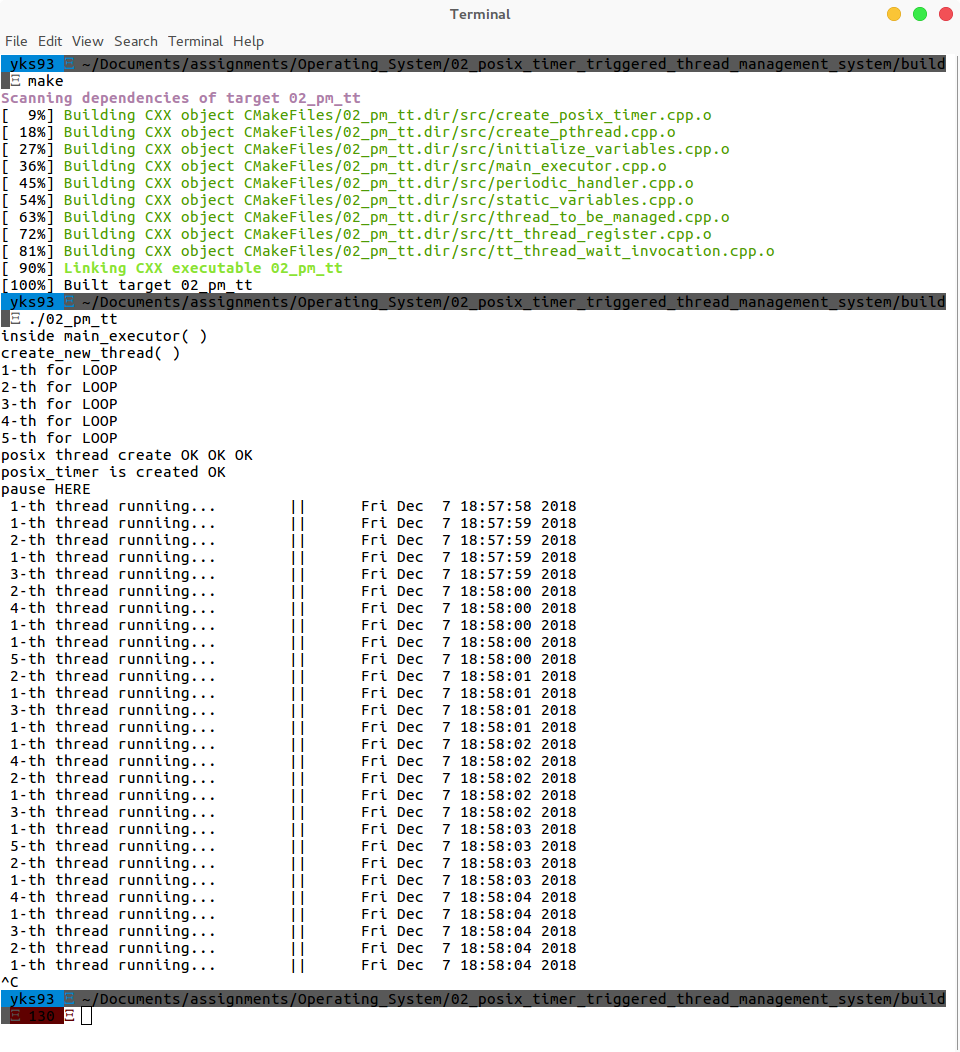 Terminal
File Edit View Search Terminal Help
yks93 ~/Documents/assignments/Operating_System/02_posix_timer_triggered_thread_management_system/build
make
Scanning dependencies of target 02_pm_tt
[  9%] Building CXX object CMakeFiles/02_pm_tt.dir/src/create_posix_timer.cpp.o
[ 18%] Building CXX object CMakeFiles/02_pm_tt.dir/src/create_pthread.cpp.o
[ 27%] Building CXX object CMakeFiles/02_pm_tt.dir/src/initialize_variables.cpp.o
[ 36%] Building CXX object CMakeFiles/02_pm_tt.dir/src/main_executor.cpp.o
[ 45%] Building CXX object CMakeFiles/02_pm_tt.dir/src/periodic_handler.cpp.o
[ 54%] Building CXX object CMakeFiles/02_pm_tt.dir/src/static_variables.cpp.o
[ 63%] Building CXX object CMakeFiles/02_pm_tt.dir/src/thread_to_be_managed.cpp.o
[ 72%] Building CXX object CMakeFiles/02_pm_tt.dir/src/tt_thread_register.cpp.o
[ 81%] Building CXX object CMakeFiles/02_pm_tt.dir/src/tt_thread_wait_invocation.cpp.o
[ 90%] Linking CXX executable 02_pm_tt
[100%] Built target 02_pm_tt
yks93 ~/Documents/assignments/Operating_System/02_posix_timer_triggered_thread_management_system/build
./02_pm_tt
inside main_executor( )
create_new_thread( )
1-th for LOOP
2-th for LOOP
3-th for LOOP
4-th for LOOP
5-th for LOOP
posix thread create OK OK OK
posix_timer is created OK
pause HERE
1-th thread runniing... || Fri Dec  7 18:57:58 2018
1-th thread runniing... || Fri Dec  7 18:57:59 2018
2-th thread runniing... || Fri Dec  7 18:57:59 2018
1-th thread runniing... || Fri Dec  7 18:57:59 2018
3-th thread runniing... || Fri Dec  7 18:57:59 2018
2-th thread runniing... || Fri Dec  7 18:58:00 2018
4-th thread runniing... || Fri Dec  7 18:58:00 2018
1-th thread runniing... || Fri Dec  7 18:58:00 2018
1-th thread runniing... || Fri Dec  7 18:58:00 2018
5-th thread runniing... || Fri Dec  7 18:58:00 2018
2-th thread runniing... || Fri Dec  7 18:58:01 2018
1-th thread runniing... || Fri Dec  7 18:58:01 2018
3-th thread runniing... || Fri Dec  7 18:58:01 2018
1-th thread runniing... || Fri Dec  7 18:58:01 2018
1-th thread runniing... || Fri Dec  7 18:58:02 2018
4-th thread runniing... || Fri Dec  7 18:58:02 2018
2-th thread runniing... || Fri Dec  7 18:58:02 2018
1-th thread runniing... || Fri Dec  7 18:58:02 2018
3-th thread runniing... || Fri Dec  7 18:58:02 2018
1-th thread runniing... || Fri Dec  7 18:58:03 2018
5-th thread runniing... || Fri Dec  7 18:58:03 2018
2-th thread runniing... || Fri Dec  7 18:58:03 2018
1-th thread runniing... || Fri Dec  7 18:58:03 2018
4-th thread runniing... || Fri Dec  7 18:58:04 2018
1-th thread runniing... || Fri Dec  7 18:58:04 2018
3-th thread runniing... || Fri Dec  7 18:58:04 2018
2-th thread runniing... || Fri Dec  7 18:58:04 2018
1-th thread runniing... || Fri Dec  7 18:58:04 2018
^C
yks93 ~/Documents/assignments/Operating_System/02_posix_timer_triggered_thread_management_system/build
130